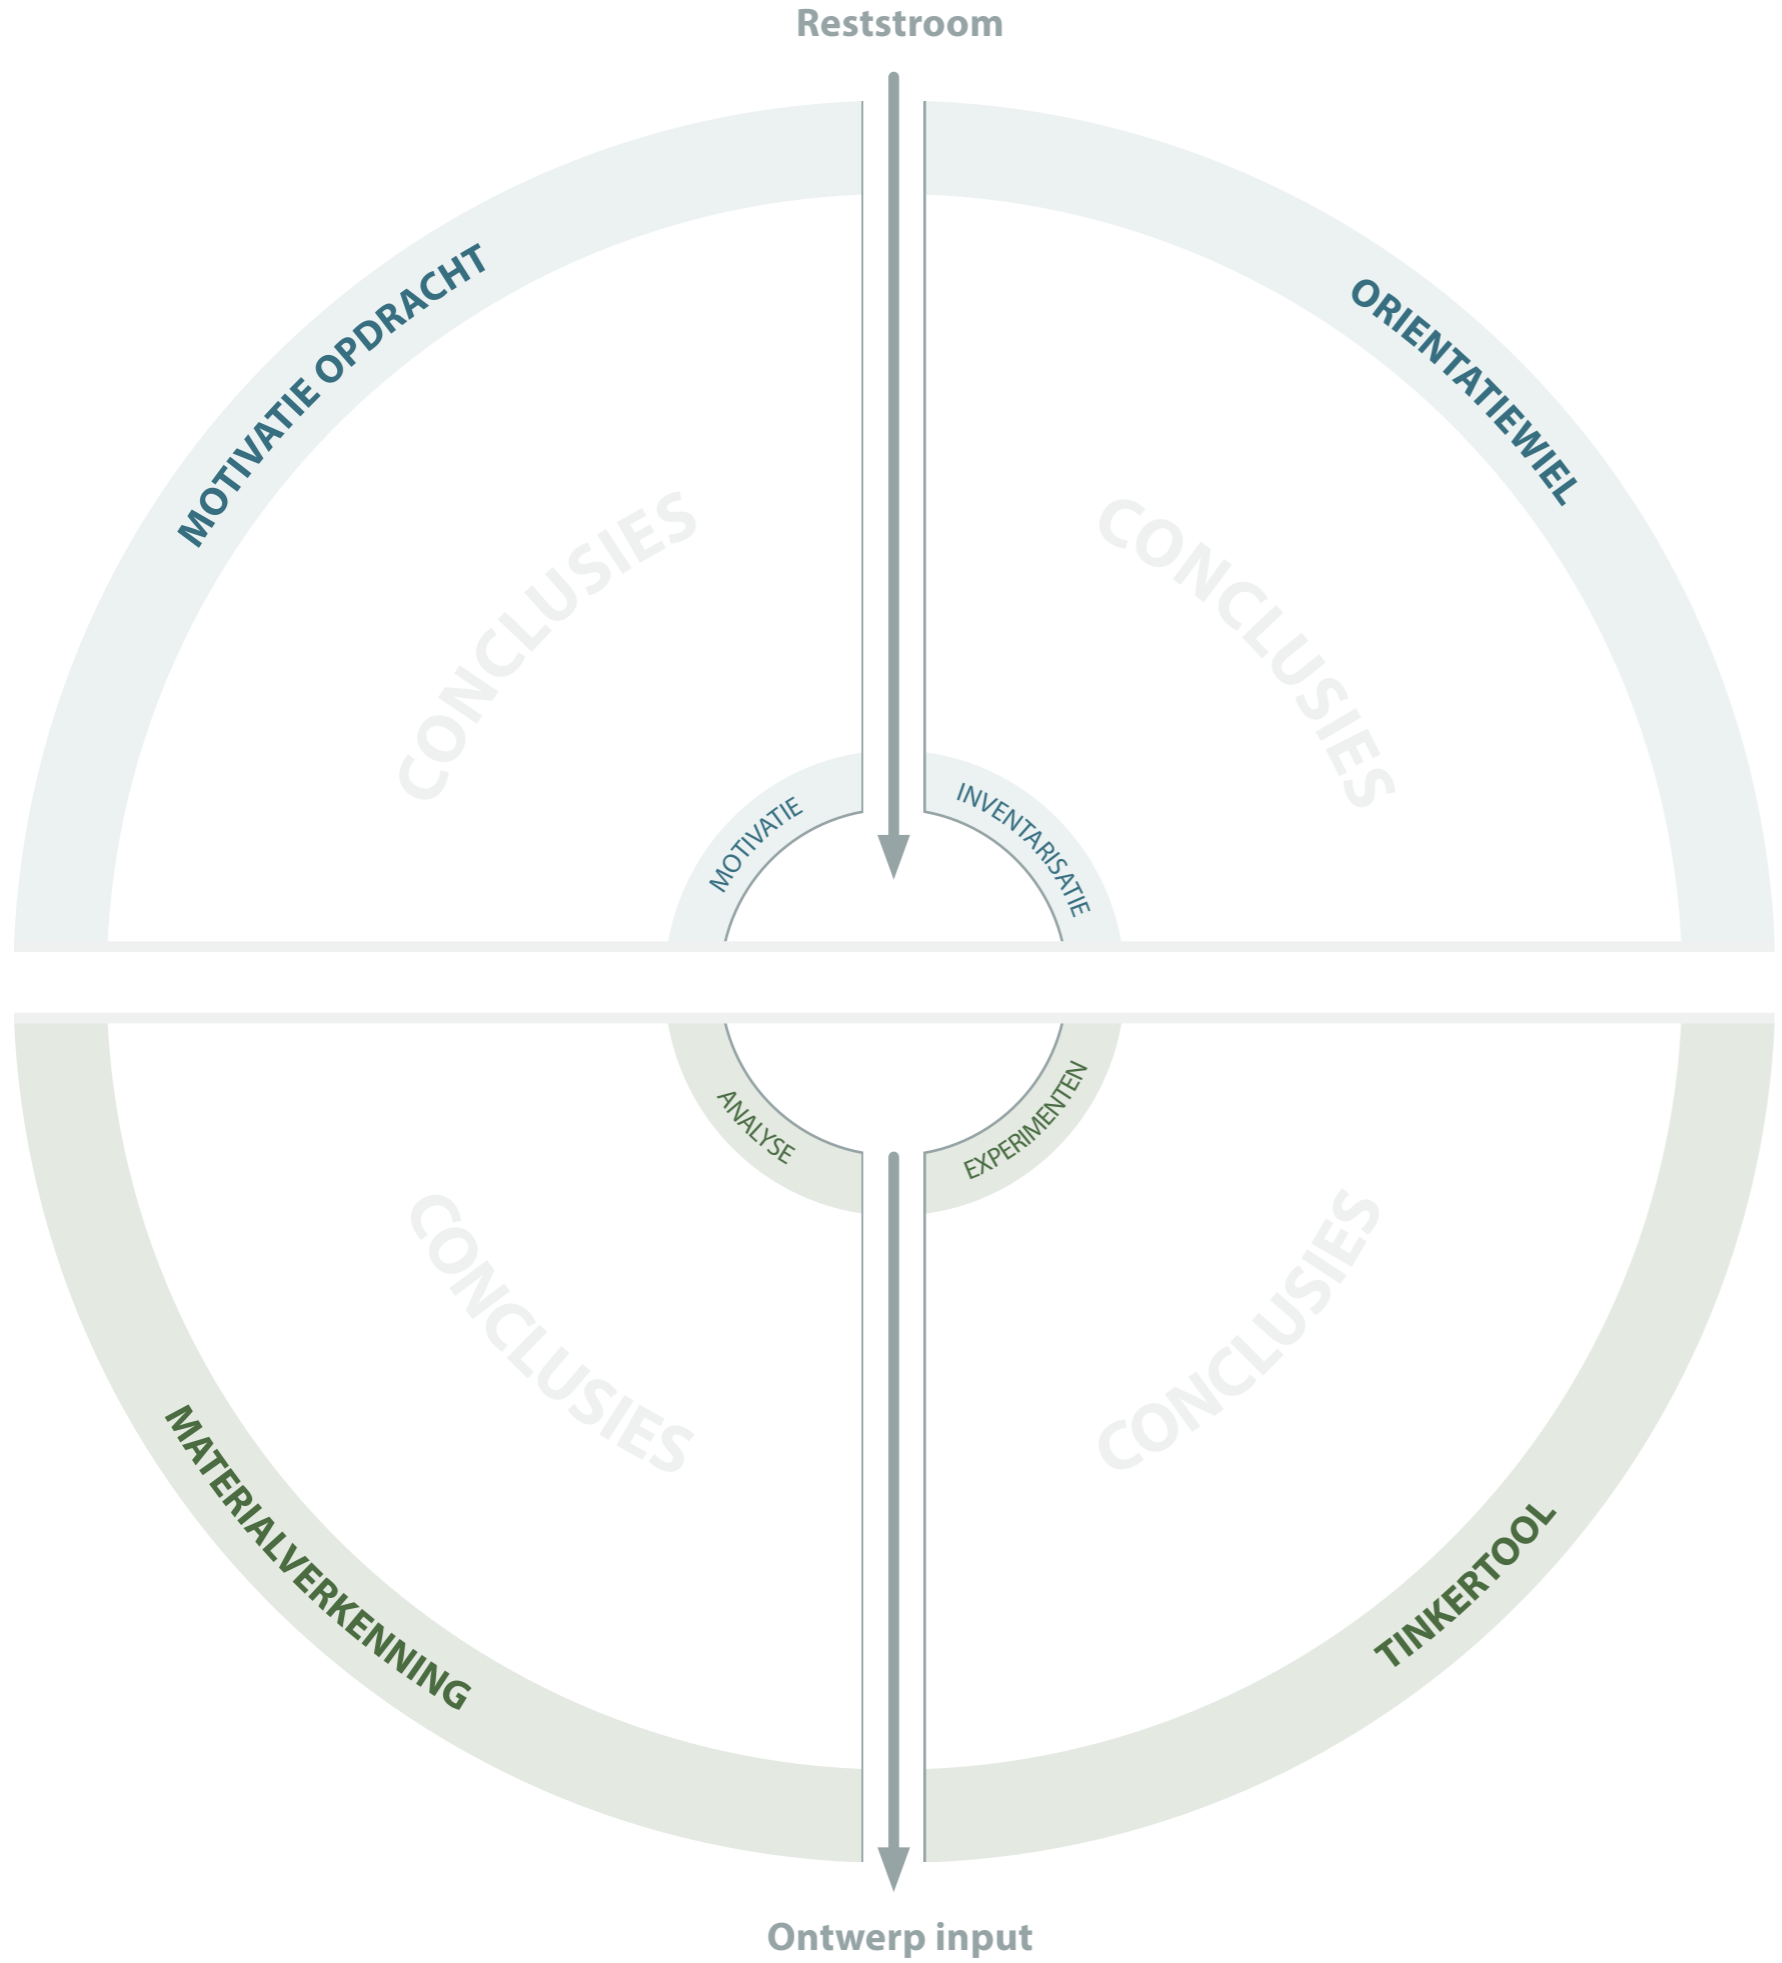 Reststroom
MOTIVATIE OPDRACHT
ORIENTATIEWIEL
CONCLUSIES
CONCLUSIES
MOTIVATIE
INVENTARISATIE
ANALYSE
EXPERIMENTEN
CONCLUSIES
CONCLUSIES
MATERIALVERKENNING
TINKERTOOL
Ontwerp input